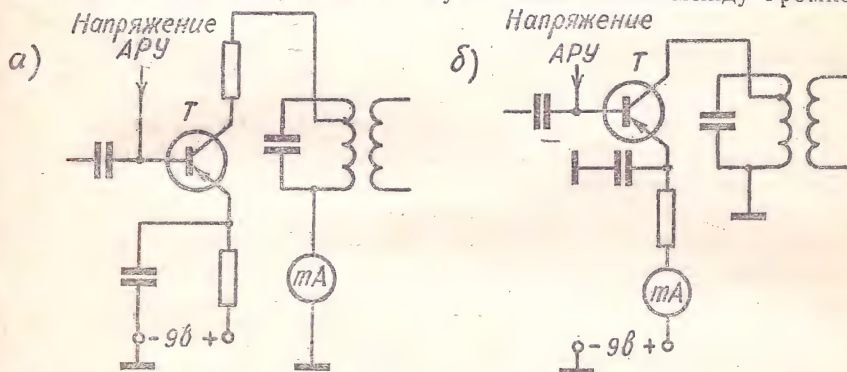 а)
Напряжение
АРУ
Т
mA
- 9в +
б)
Напряжение
АРУ
Т
mA
- 9в +